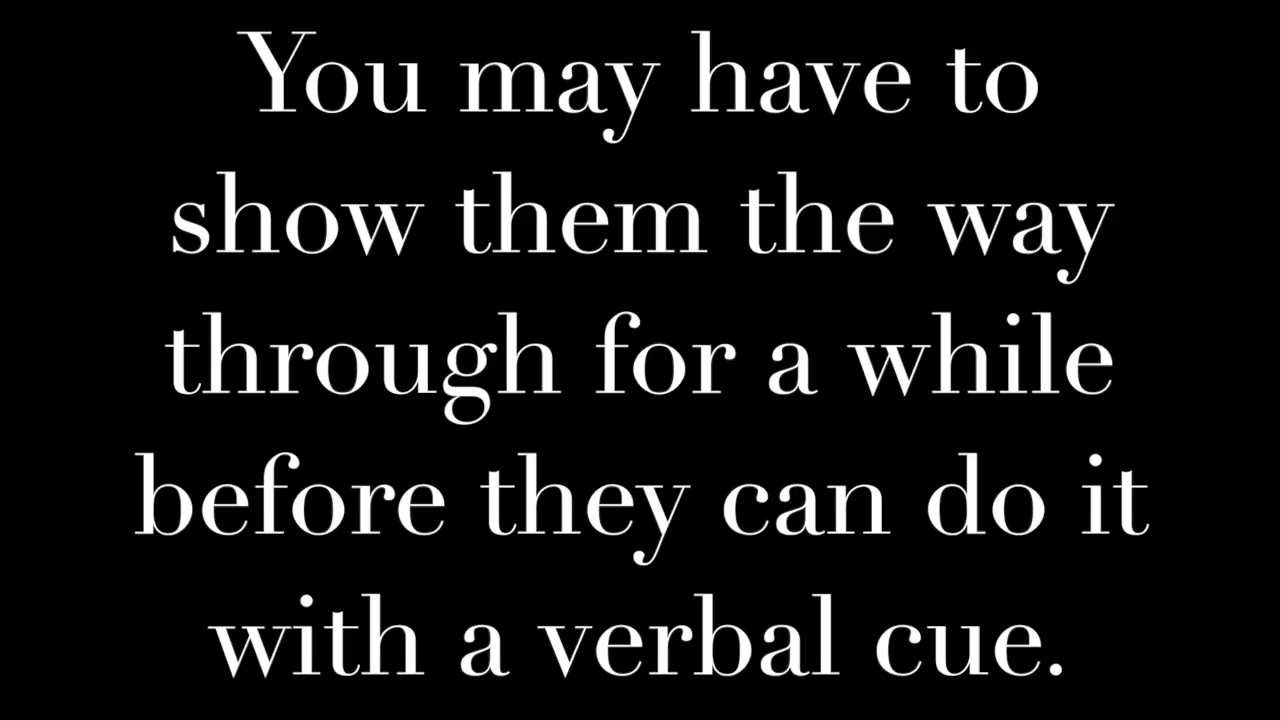 You may have to
show them the way
through for a while
before they can do it
with a verbal cue.